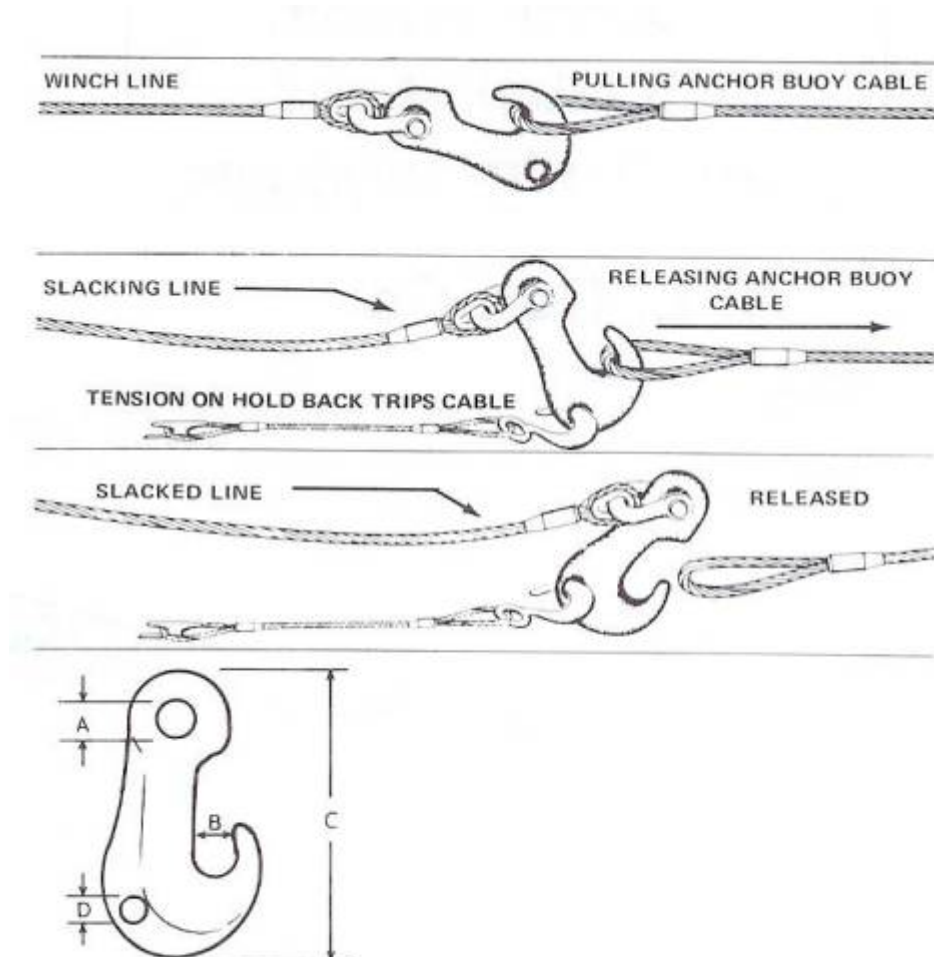 WINCH LINE
PULLING ANCHOR BUOY CABLE
SLACKING LINE
RELEASING ANCHOR BUOY
CABLE
TENSION ON HOLD BACK TRIPS CABLE
SLACKED LINE
RELEASED
A
B
C
D